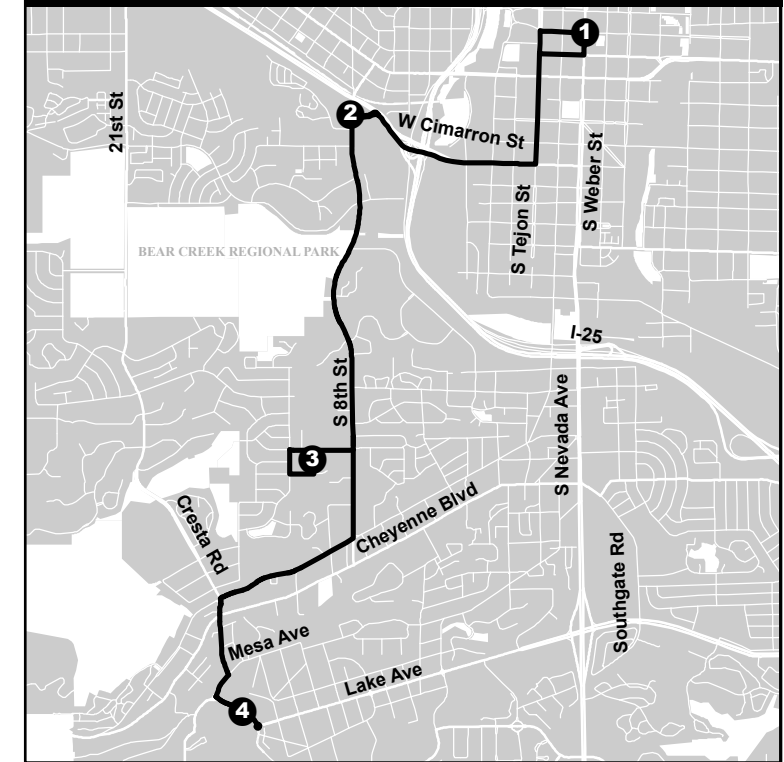 1
2
21st St
W Cimarron St
S Weber St
S Tejon St
BEAR CREEK REGIONAL PARK
I-25
S 8th St
S Nevada Ave
3
Cheyenne Blvd
Cresta Rd
Southgate Rd
Mesa Ave
Lake Ave
4